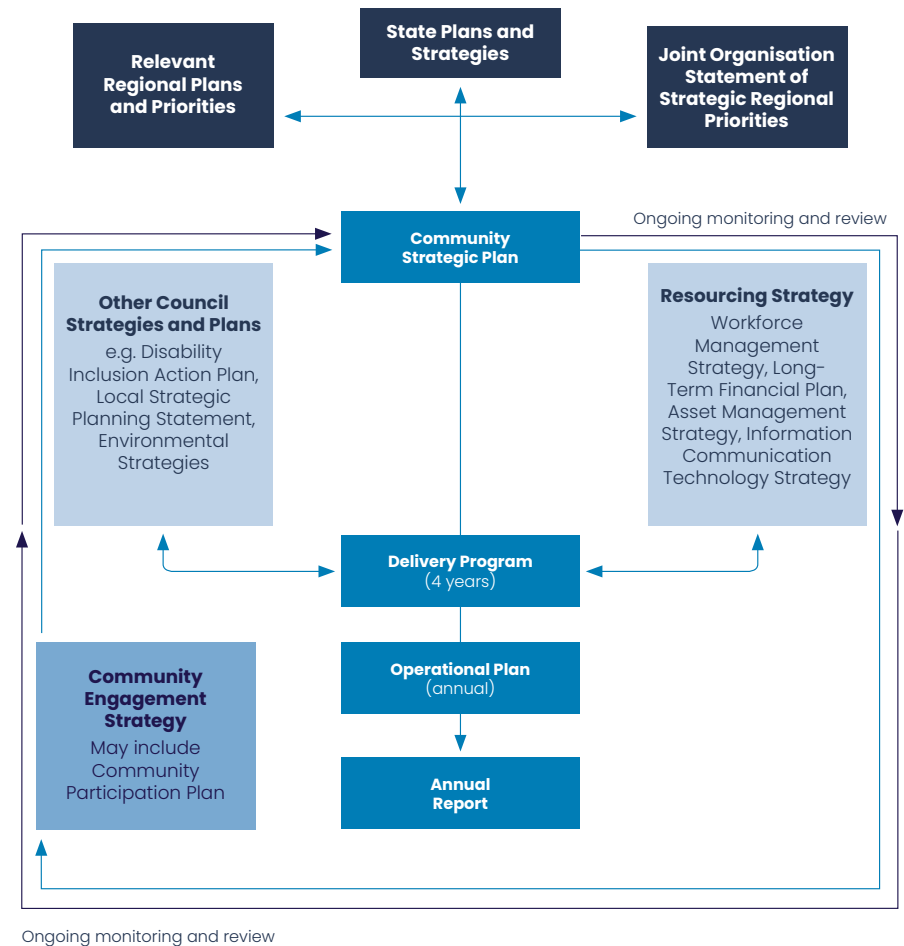 Relevant
Regional Plans
and Priorities
State Plans and
Strategies
Joint Organisation
Statement of
Strategic Regional
Priorities
Ongoing monitoring and review
Community
Strategic Plan
Other Council
Strategies and Plans
e.g. Disability
Inclusion Action Plan,
Local Strategic
Planning Statement,
Environmental
Strategies
Resourcing Strategy
Workforce
Management
Strategy, Long-
Term Financial Plan,
Asset Management
Strategy, Information
Communication
Technology Strategy
Delivery Program
(4 years)
Operational Plan
(annual)
Community
Engagement
Strategy
May include
Community
Participation Plan
Annual
Report
Ongoing monitoring and review